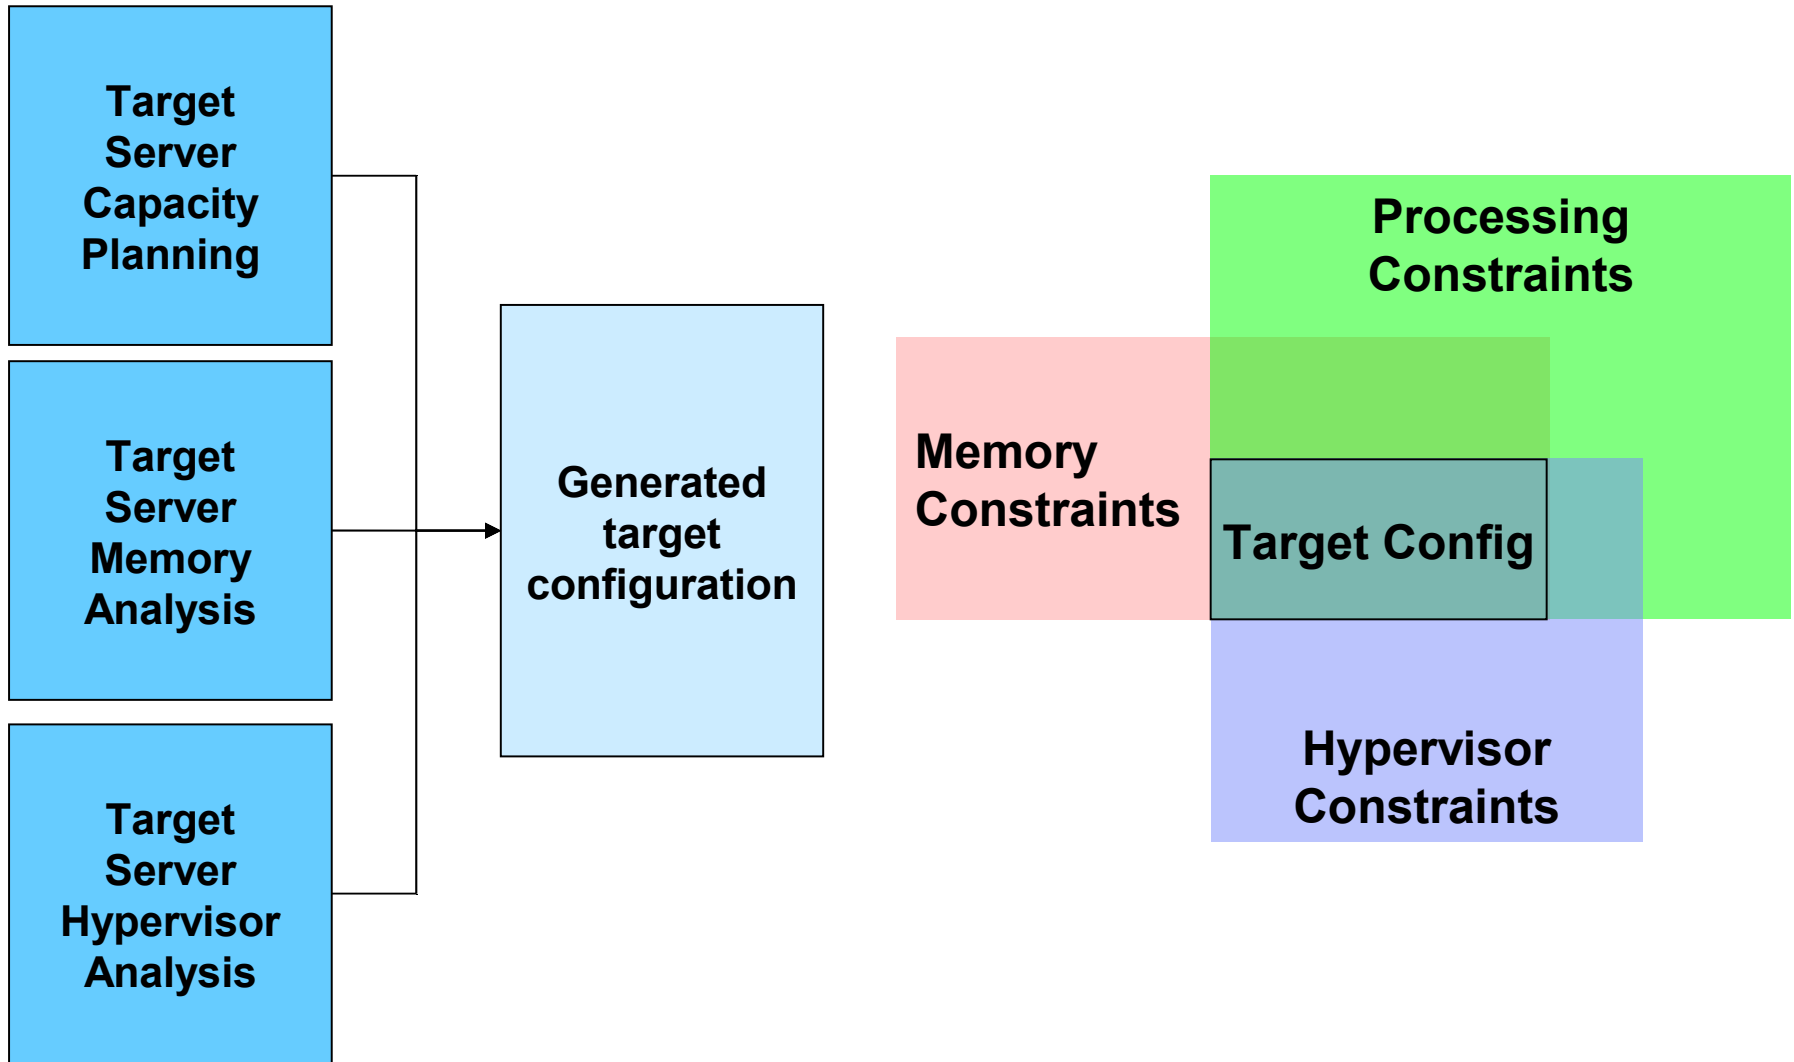 Target
Server
Capacity
Planning
Target
Server
Memory
Analysis
Target
Server
Hypervisor
Analysis
Generated
target
configuration
Processing
Constraints
Memory
Constraints
Target Config
Hypervisor
Constraints